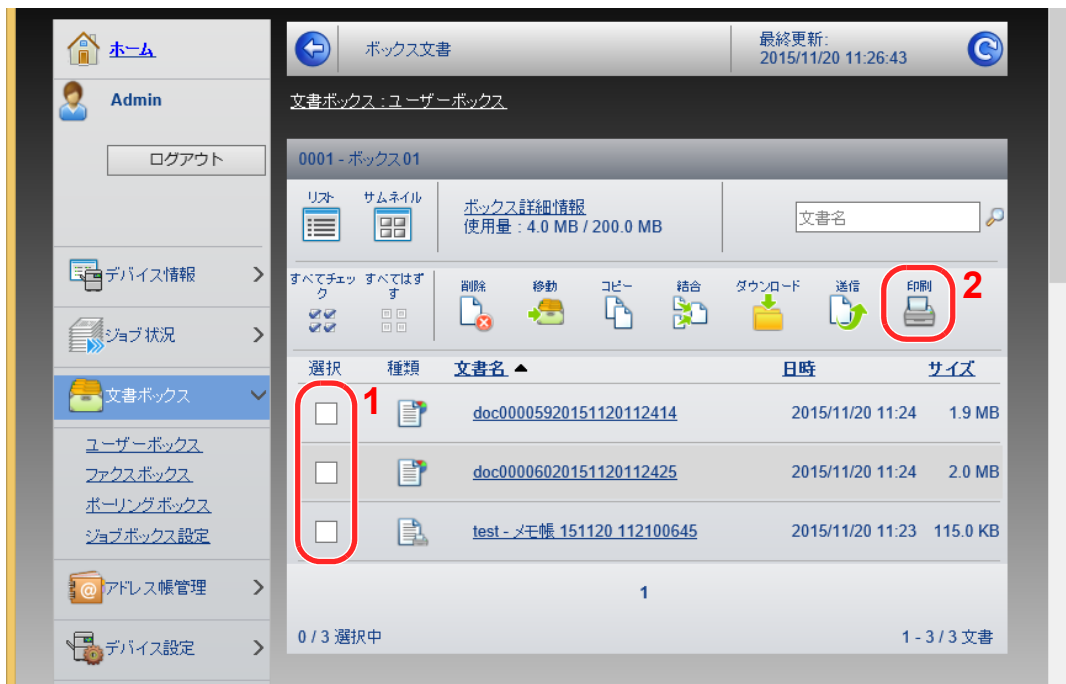 ホーム
Admin
ログアウト
デバイス情報
ジョブ状況
文書ボックス
ユーザーボックス
ファクスボックス
ポーリングボックス
ジョブボックス設定
アドレス帳管理
デバイス設定
ボックス文書
最終更新:
2015/11/20 11:26:43
文書ボックス : ユーザーボックス
0001 - ボックス01
リスト サムネイル
ボックス詳細情報
使用量 : 4.0 MB / 200.0 MB
文書名
すべてチェック すべてはずす 削除 移動 コピー 結合 ダウンロード 送信 印刷 2
選択 種類 文書名 ▲ 日時 サイズ
1
doc00005920151120112414 2015/11/20 11:24 1.9 MB
doc00006020151120112425 2015/11/20 11:24 2.0 MB
test - メモ帳 151120 112100645 2015/11/20 11:23 115.0 KB
1
0 / 3 選択中 1 - 3 / 3 文書